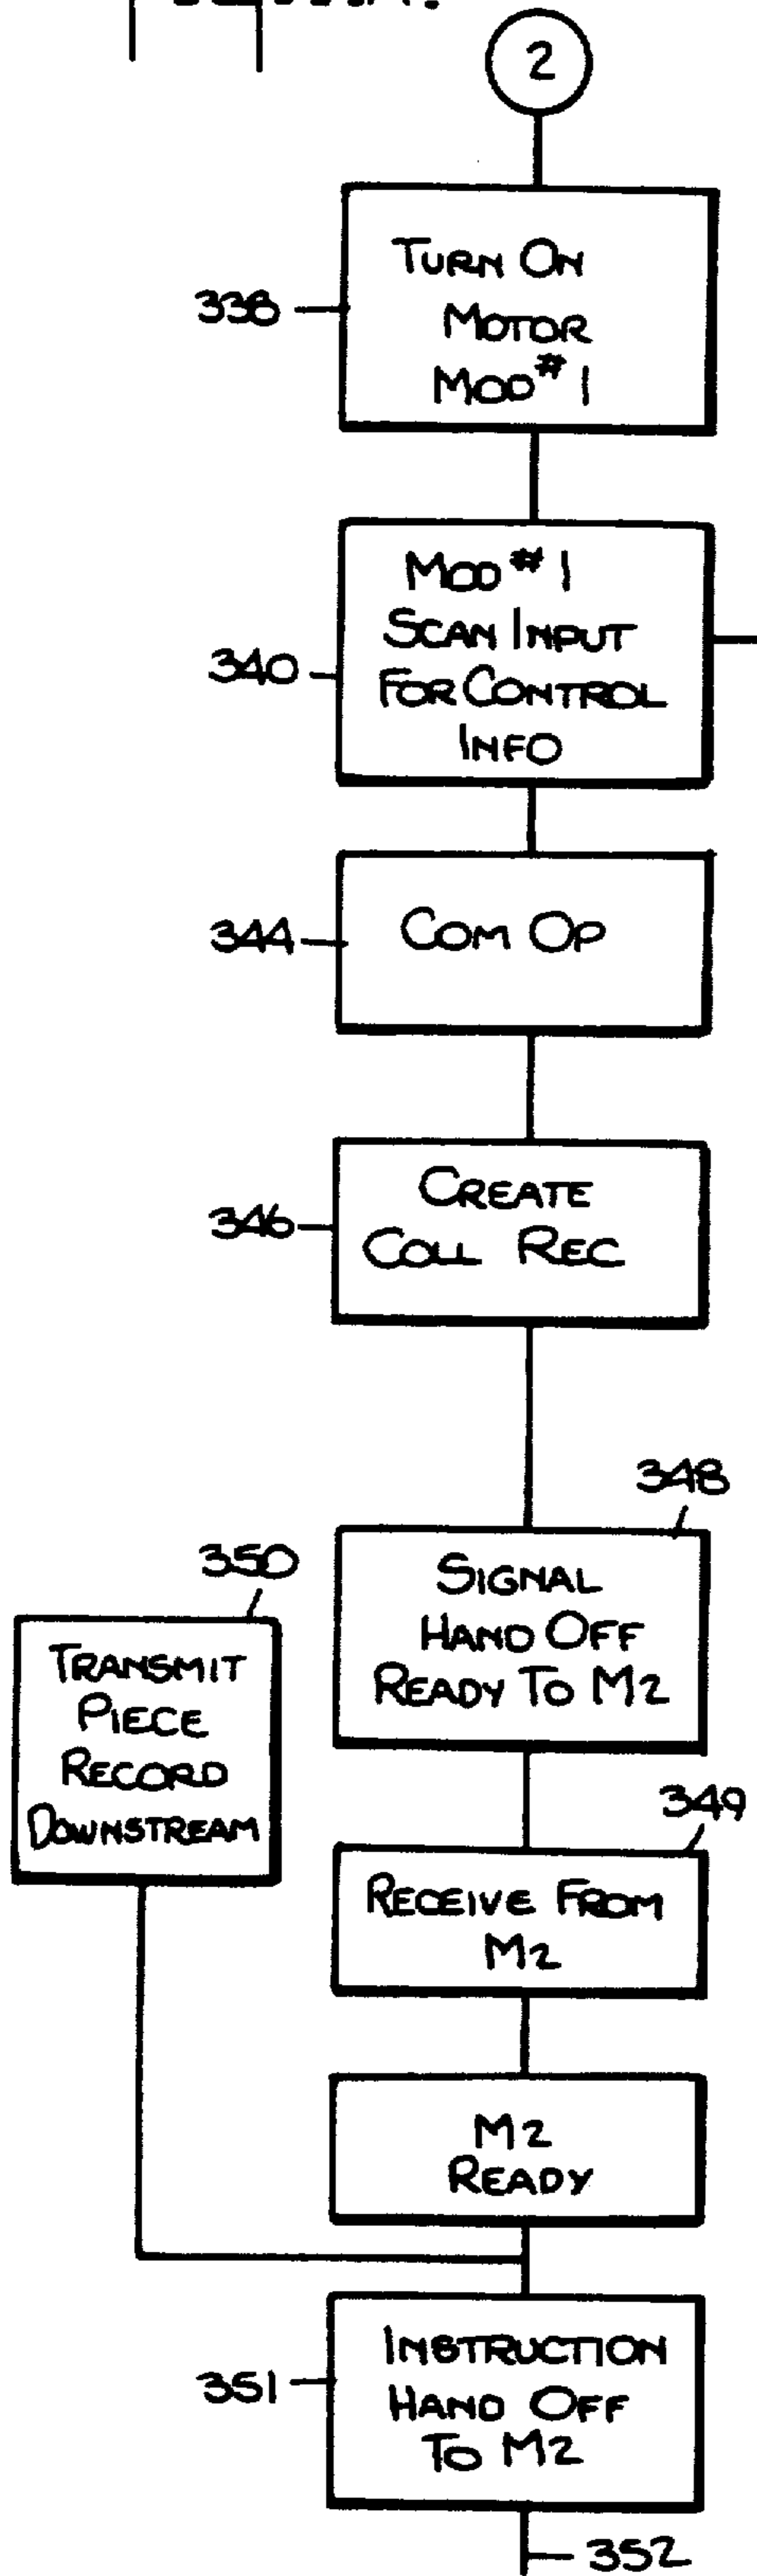 2
338
TURN ON
MOTOR
MOD #1
340
MOD #1
SCAN INPUT
FOR CONTROL
INFO
344
COM OP
346
CREATE
COLL REC
348
SIGNAL
HAND OFF
READY TO M2
350
TRANSMIT
PIECE
RECORD
DOWNSTREAM
349
RECEIVE FROM
M2
M2
READY
351
INSTRUCTION
HAND OFF
TO M2
352